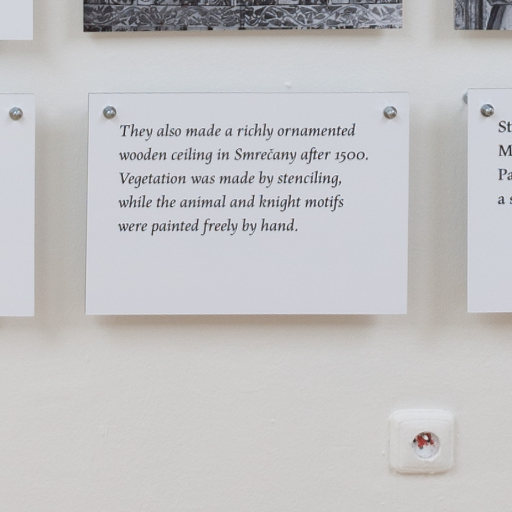 They also made a richly ornamented
wooden ceiling in Smrečany after 1500.
Vegetation was made by stenciling,
while the animal and knight motifs
were painted freely by hand.
St
M
Pa
a s